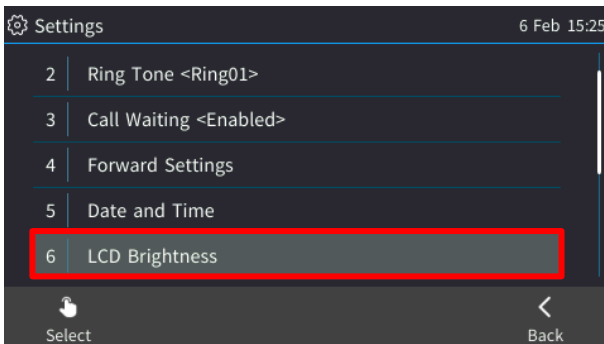 Settings 6 Feb 15:25
2 Ring Tone <Ring01>
3 Call Waiting <Enabled>
4 Forward Settings
5 Date and Time
6 LCD Brightness
Select Back